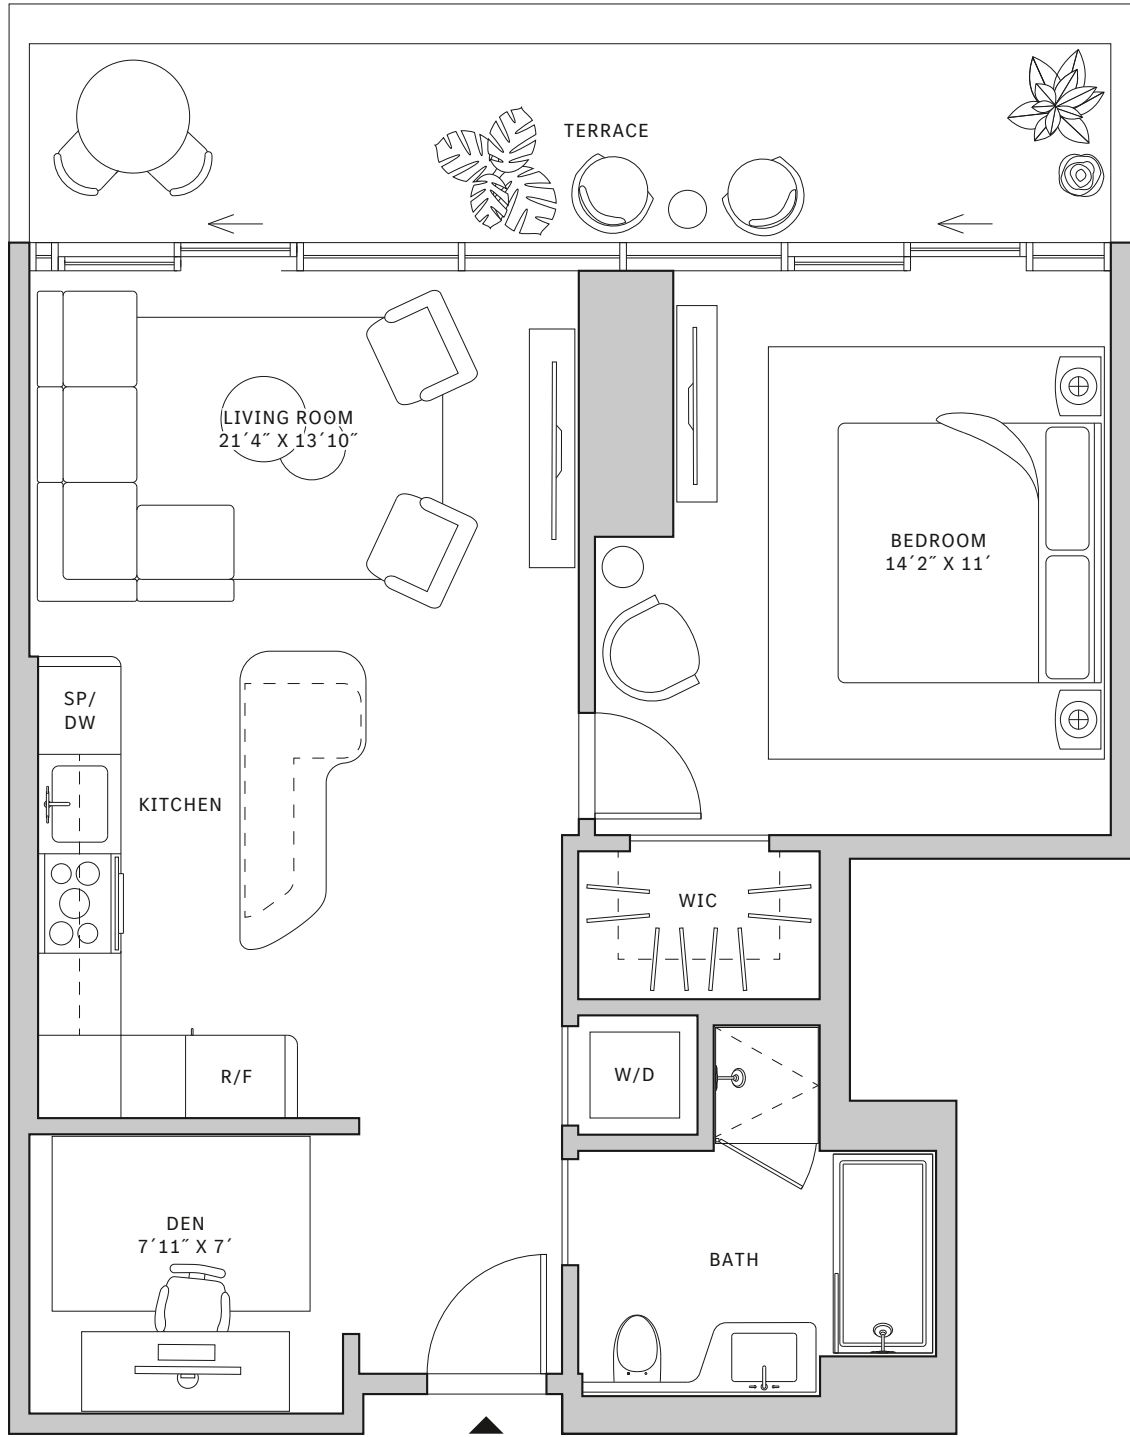 TERRACE
LIVING ROOM
21´4˝ X 13´10˝
BEDROOM
14´2˝ X 11´
SP/
DW
KITCHEN
WIC
R/F
W/D
DEN
7´11˝ X 7´
BATH